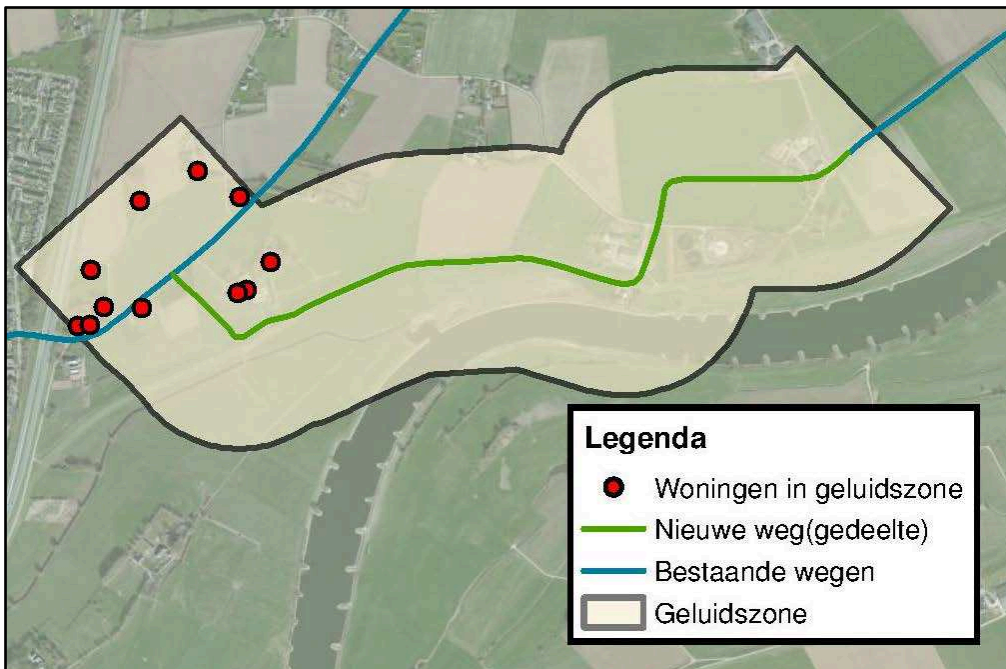 Legenda
Woningen in geluidszone
Nieuwe weg(gedeelte)
Bestaande wegen
Geluidszone